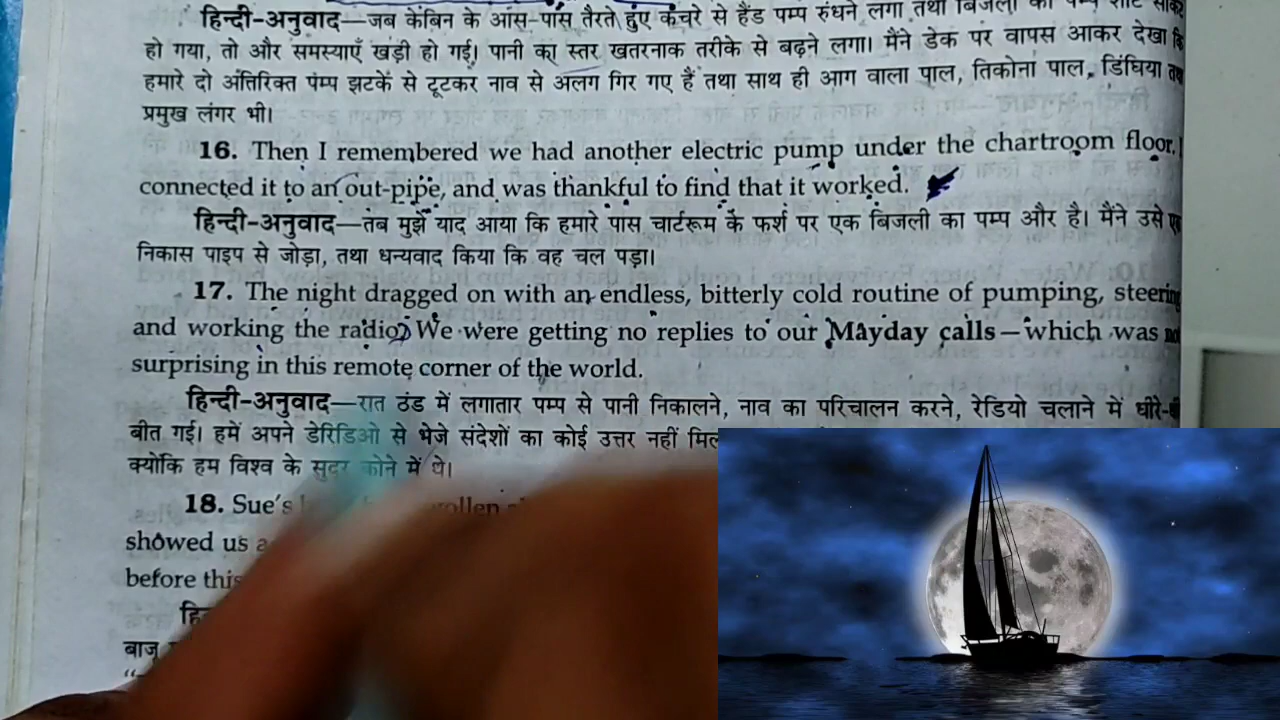 हिन्दी-अनुवाद—जब केबिन के आस-पास तैरते हुए कचरे से हैंड पम्प रुंधने लगा तथा बिजली का पम्प शॉर्ट
हो गया, तो और समस्याएँ खड़ी हो गईं। पानी का स्तर खतरनाक तरीके से बढ़ने लगा। मैंने डेक पर वापस आकर देखा कि
हमारे दो अतिरिक्त पम्प झटके से टूटकर नाव से अलग गिर गए हैं तथा साथ ही आग वाला पाल, तिकोना पाल, डिंघिया तथा
प्रमुख लंगर भी।
16. Then I remembered we had another electric pump under the chartroom floor. I
connected it to an out-pipe, and was thankful to find that it worked.
हिन्दी-अनुवाद—तब मुझे याद आया कि हमारे पास चार्टरूम के फर्श पर एक बिजली का पम्प और है। मैंने उसे एक
निकास पाइप से जोड़ा, तथा धन्यवाद किया कि वह चल पड़ा।
17. The night dragged on with an endless, bitterly cold routine of pumping, steering
and working the radio. We were getting no replies to our Mayday calls—which was not
surprising in this remote corner of the world.
हिन्दी-अनुवाद—रात ठंड में लगातार पम्प से पानी निकालने, नाव का परिचालन करने, रेडियो चलाने में
बीत गई। हमें अपने डेरिडिओ से भेजे संदेशों का कोई उत्तर नहीं
क्योंकि हम विश्व के सुदूर कोने में थे।
18. Sue's
showed us
before this
बाजू